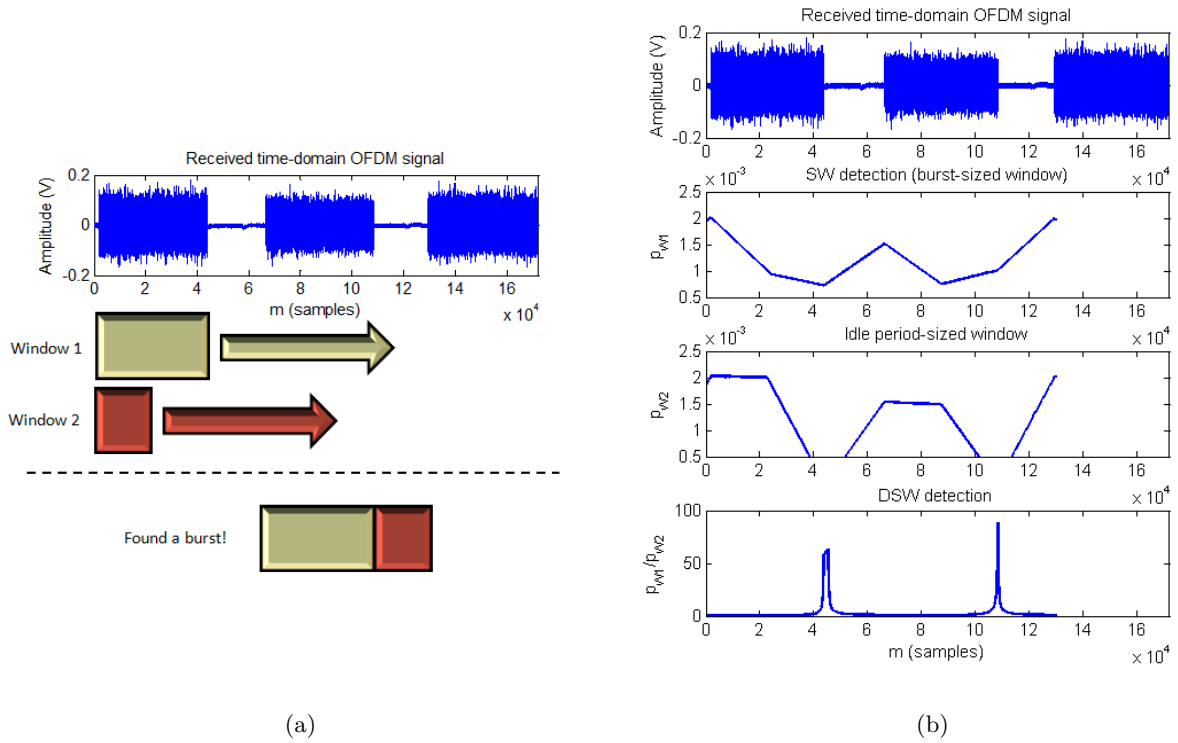 Received time-domain OFDM signal
0.2
0
-0.2
Amplitude (V)
0 2 4 6 8 10 12 14 16
m (samples)
x 10^4
Window 1
Window 2
Found a burst!
(a)
Received time-domain OFDM signal
0.2
0
-0.2
Amplitude (V)
0 2 4 6 8 10 12 14 16
x 10^4
x 10^-3
SW detection (burst-sized window)
2.5
2
1.5
1
0.5
p_W1
0 2 4 6 8 10 12 14 16
x 10^4
x 10^-3
Idle period-sized window
2.5
2
1.5
1
0.5
p_W2
0 2 4 6 8 10 12 14 16
x 10^4
DSW detection
100
50
0
p_W1/p_W2
0 2 4 6 8 10 12 14 16
m (samples)
x 10^4
(b)